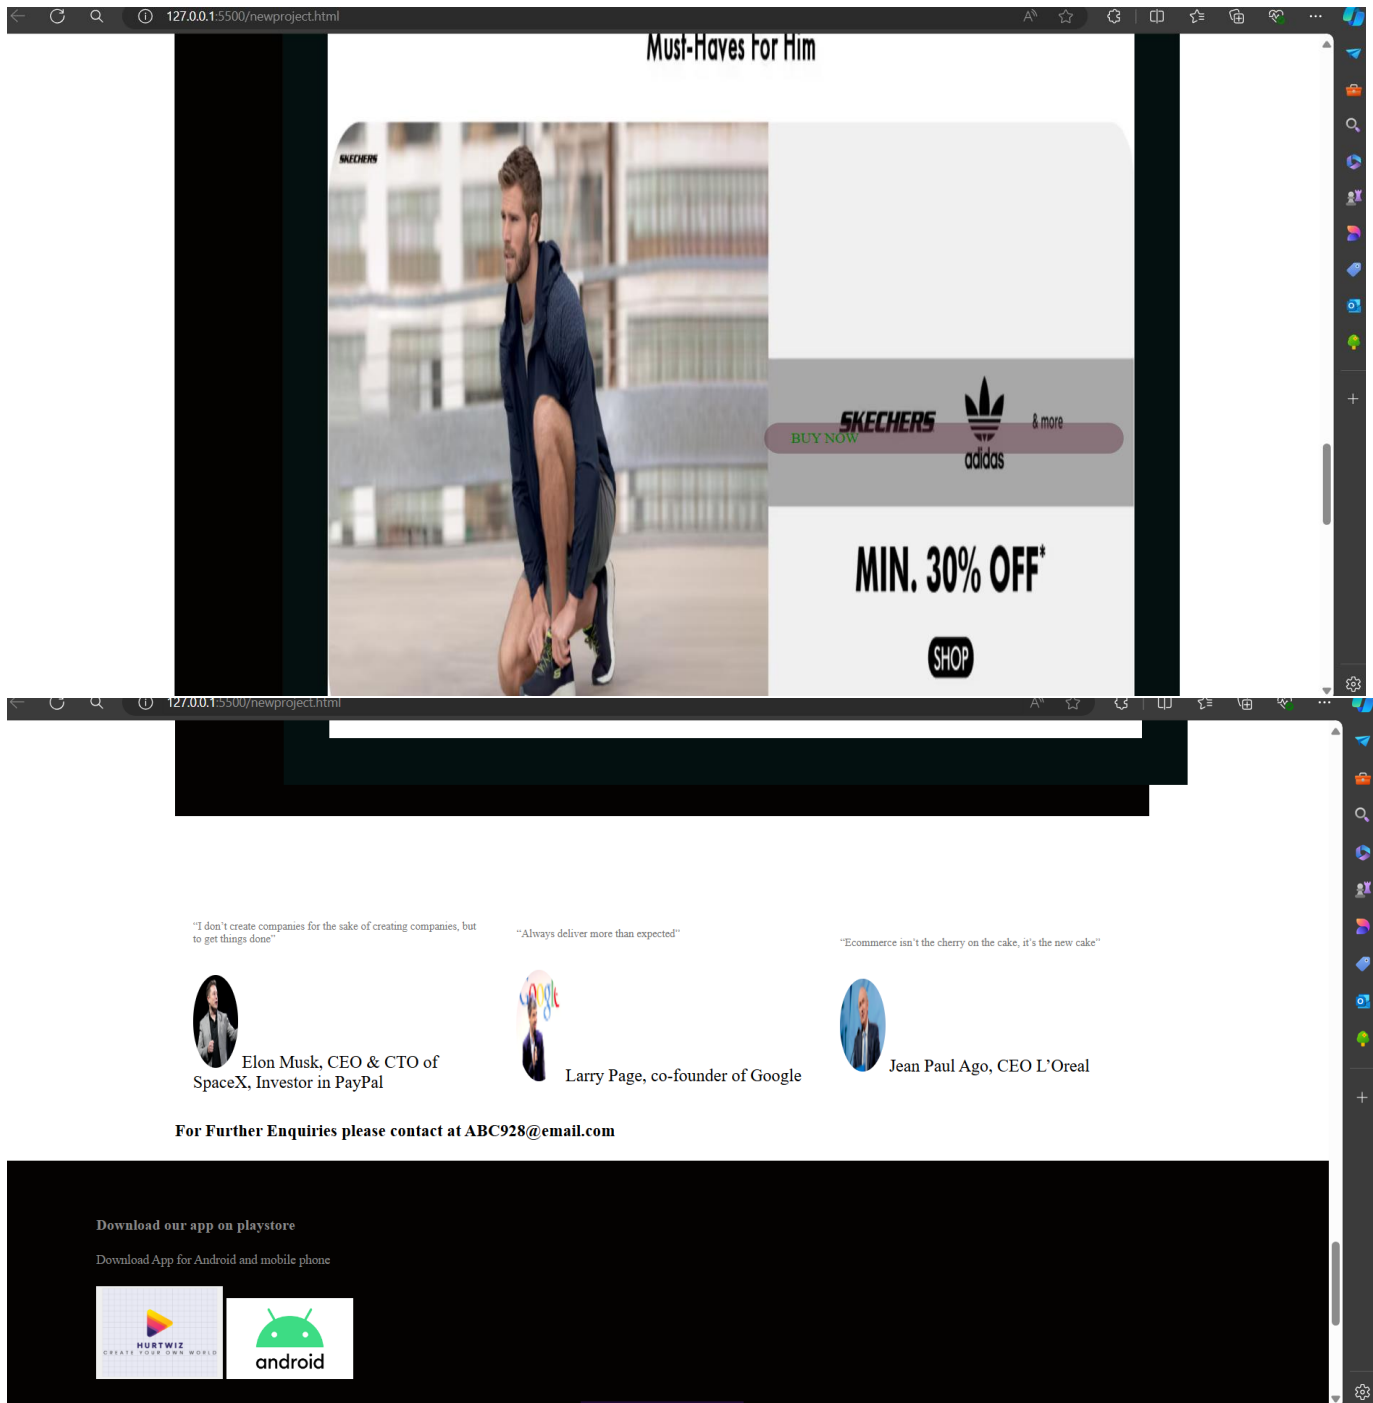 127.0.0.1:5500/newproject.html
Must-Haves For Him
SKECHERS
SKECHERS
& more
BUY NOW
adidas
MIN. 30% OFF*
SHOP
127.0.0.1:5500/newproject.html
“I don’t create companies for the sake of creating companies, but
to get things done”
“Always deliver more than expected”
“Ecommerce isn’t the cherry on the cake, it’s the new cake”
Google
Elon Musk, CEO & CTO of
SpaceX, Investor in PayPal
Larry Page, co-founder of Google
Jean Paul Ago, CEO L’Oreal
For Further Enquiries please contact at ABC928@email.com
Download our app on playstore
Download App for Android and mobile phone
HURTWIZ
CREATE YOUR OWN WORLD
android